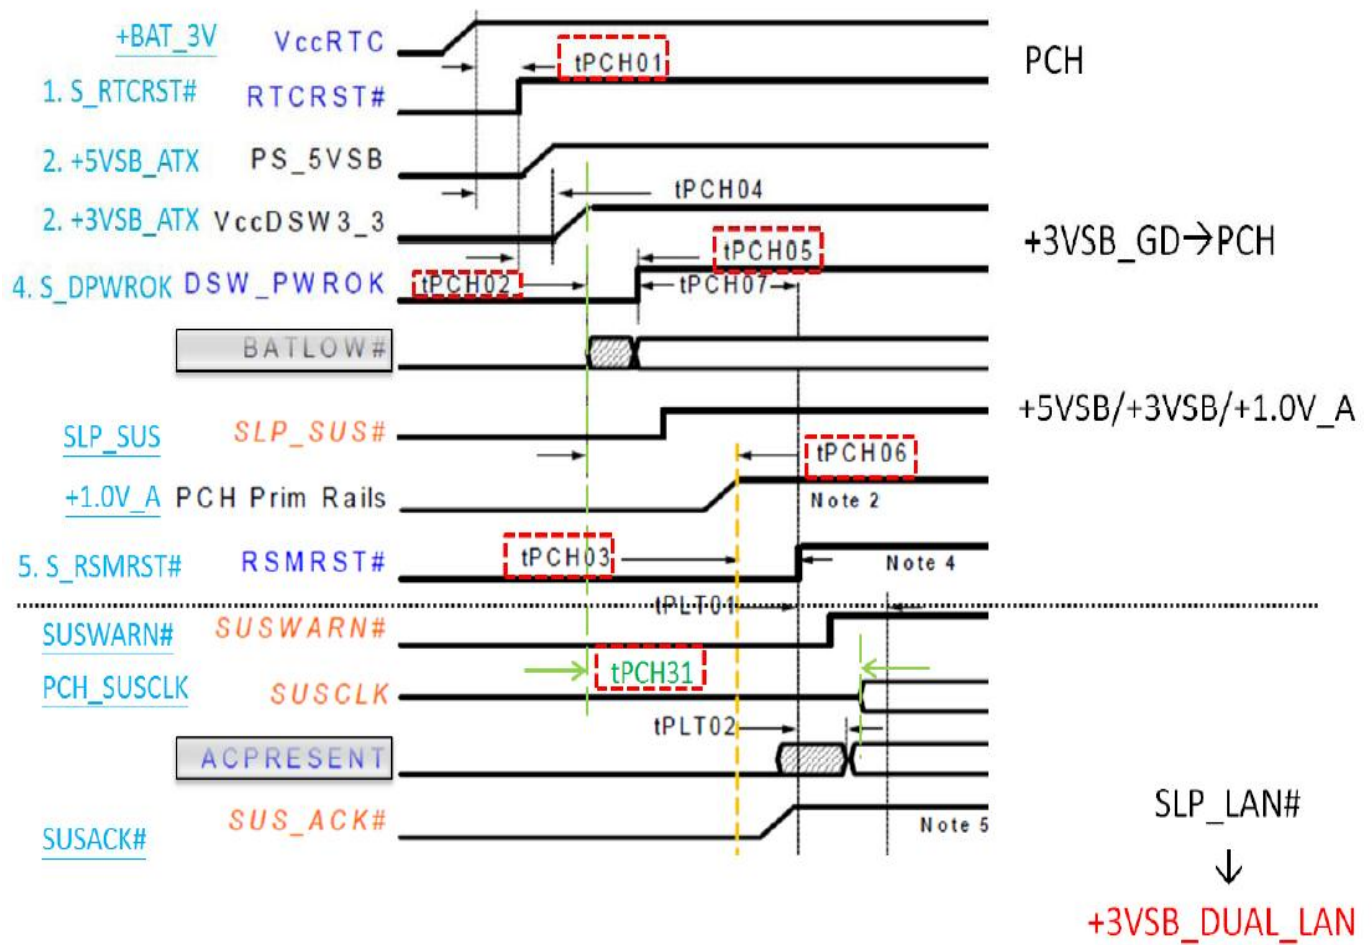 +BAT_3V VccRTC
tPCH01
PCH
1. S_RTCRST# RTCRST#
2. +5VSB_ATX PS_5VSB
tPCH04
2. +3VSB_ATX VccDSW3_3
+3VSB_GD→PCH
tPCH05
4. S_DPWROK DSW_PWROK tPCH02 tPCH07
BATLOW#
+5VSB/+3VSB/+1.0V_A
SLP_SUS SLP_SUS#
tPCH06
+1.0V_A PCH Prim Rails Note 2
5. S_RSMRST# RSMRST# tPCH03 Note 4
tPLT01
SUSWARN# SUSWARN#
tPCH31
PCH_SUSCLK SUSCLK
tPLT02
ACPRESENT
SLP_LAN#
↓
SUSACK# SUS_ACK# Note 5
+3VSB_DUAL_LAN